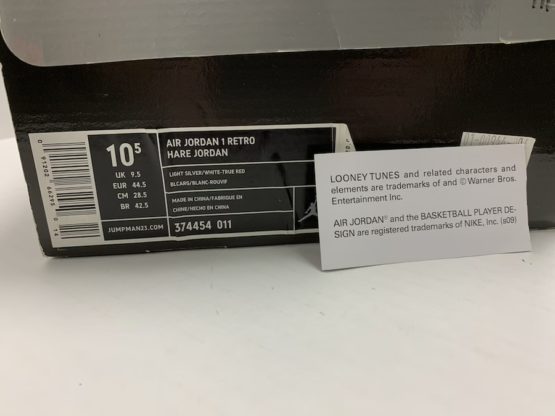 10⁵
UK 9.5
EUR 44.5
CM 28.5
BR 42.5
JUMPMAN23.COM
AIR JORDAN 1 RETRO
HARE JORDAN
LIGHT SILVER/WHITE-TRUE RED
BLCARG/BLANC-ROUVIF
MADE IN CHINA/FABRIQUE EN
CHINE/HECHO EN CHINA
374454 011
LOONEY TUNES and related characters and
elements are trademarks of and © Warner Bros.
Entertainment Inc.
AIR JORDAN® and the BASKETBALL PLAYER DE-
SIGN are registered trademarks of NIKE, Inc. (s09)